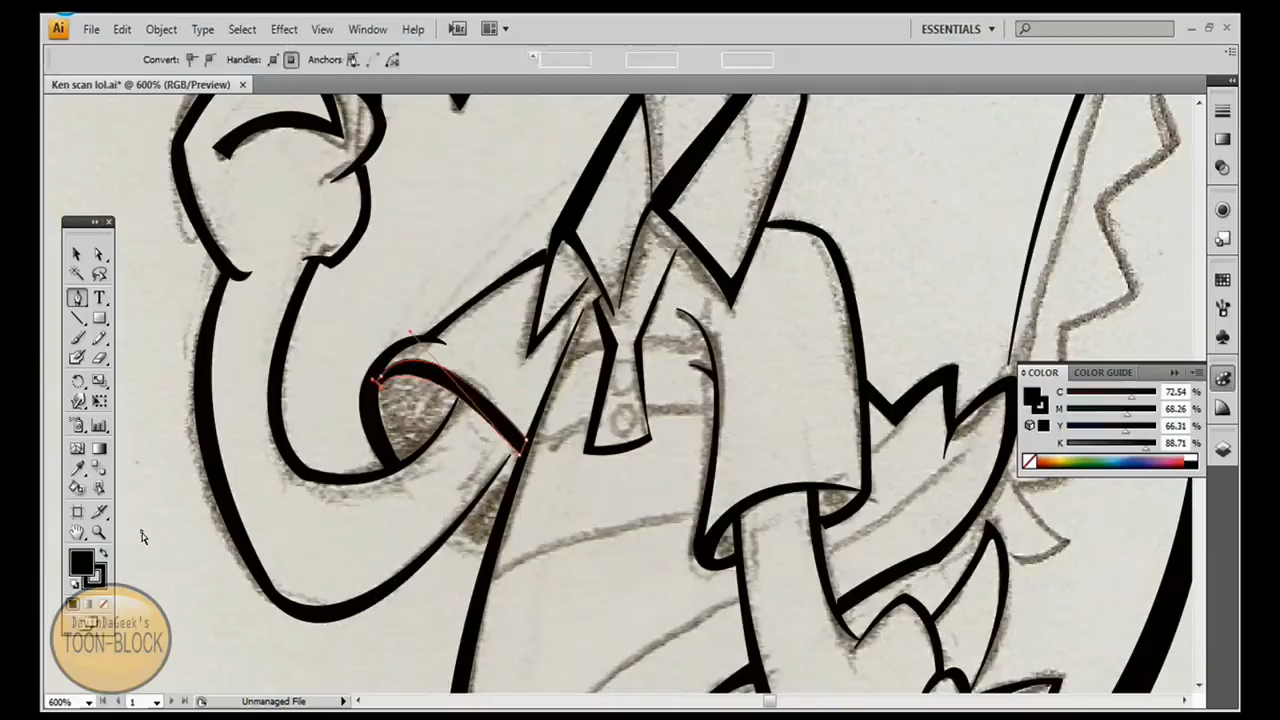 Ai File Edit Object Type Select Effect View Window Help Br ESSENTIALS
Convert: Handles: Anchors
Ken scan lol.ai* @ 600% (RGB/Preview)
T
COLOR COLOR GUIDE
C 72.54 %
M 68.26 %
Y 66.31 %
K 88.71 %
DavinDaGeek's
TOON-BLOCK
600% 1 Unmanaged File